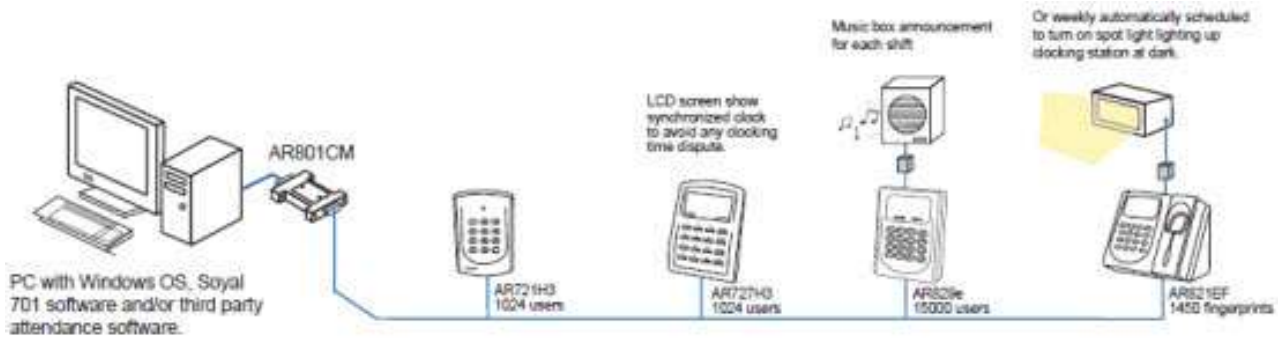 Music box announcement
for each shift
Or weekly automatically scheduled
to turn on spot light lighting up
clocking station at dark.
LCD screen show
synchronized clock
to avoid any clocking
time dispute.
AR801CM
PC with Windows OS, Soyal
701 software and/or third party
attendance software.
AR721H3
1024 users
AR727H3
1024 users
AR829e
15000 users
AR821EF
1450 fingerprints